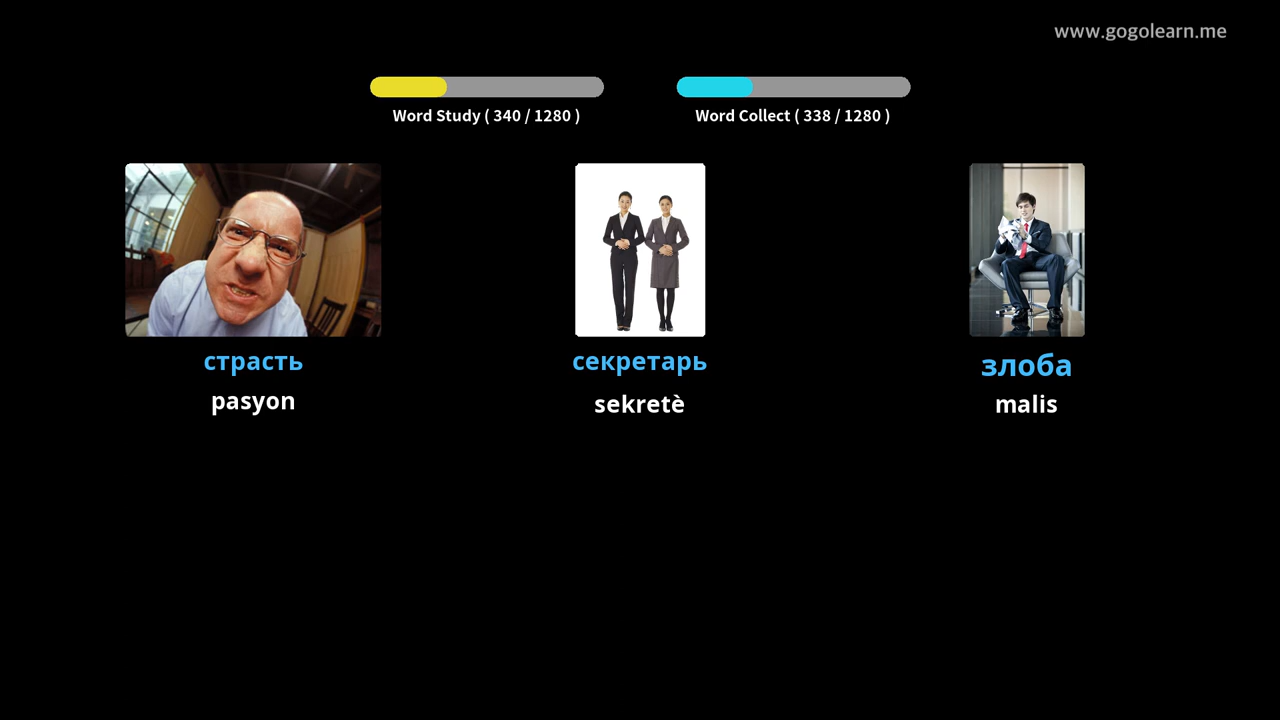 www.gogolearn.me
Word Study ( 340 / 1280 )
Word Collect ( 338 / 1280 )
страсть
секретарь
злоба
pasyon
sekretè
malis